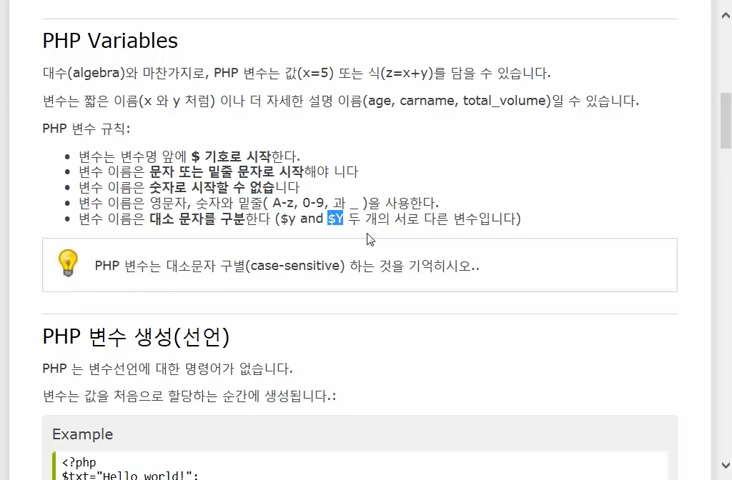 PHP Variables
대수(algebra)와 마찬가지로, PHP 변수는 값(x=5) 또는 식(z=x+y)를 담을 수 있습니다.
변수는 짧은 이름(x 와 y 처럼) 이나 더 자세한 설명 이름(age, carname, total_volume)일 수 있습니다.
PHP 변수 규칙:
• 변수는 변수명 앞에 $ 기호로 시작한다.
• 변수 이름은 문자 또는 밑줄 문자로 시작해야 니다
• 변수 이름은 숫자로 시작할 수 없습니다
• 변수 이름은 영문자, 숫자와 밑줄( A-z, 0-9, 과 _ )을 사용한다.
• 변수 이름은 대소 문자를 구분한다 ($y and $Y 두 개의 서로 다른 변수입니다)
PHP 변수는 대소문자 구별(case-sensitive) 하는 것을 기억히시오..
PHP 변수 생성(선언)
PHP 는 변수선언에 대한 명령어가 없습니다.
변수는 값을 처음으로 할당하는 순간에 생성됩니다.:
Example
<?php
$txt="Hello world!";